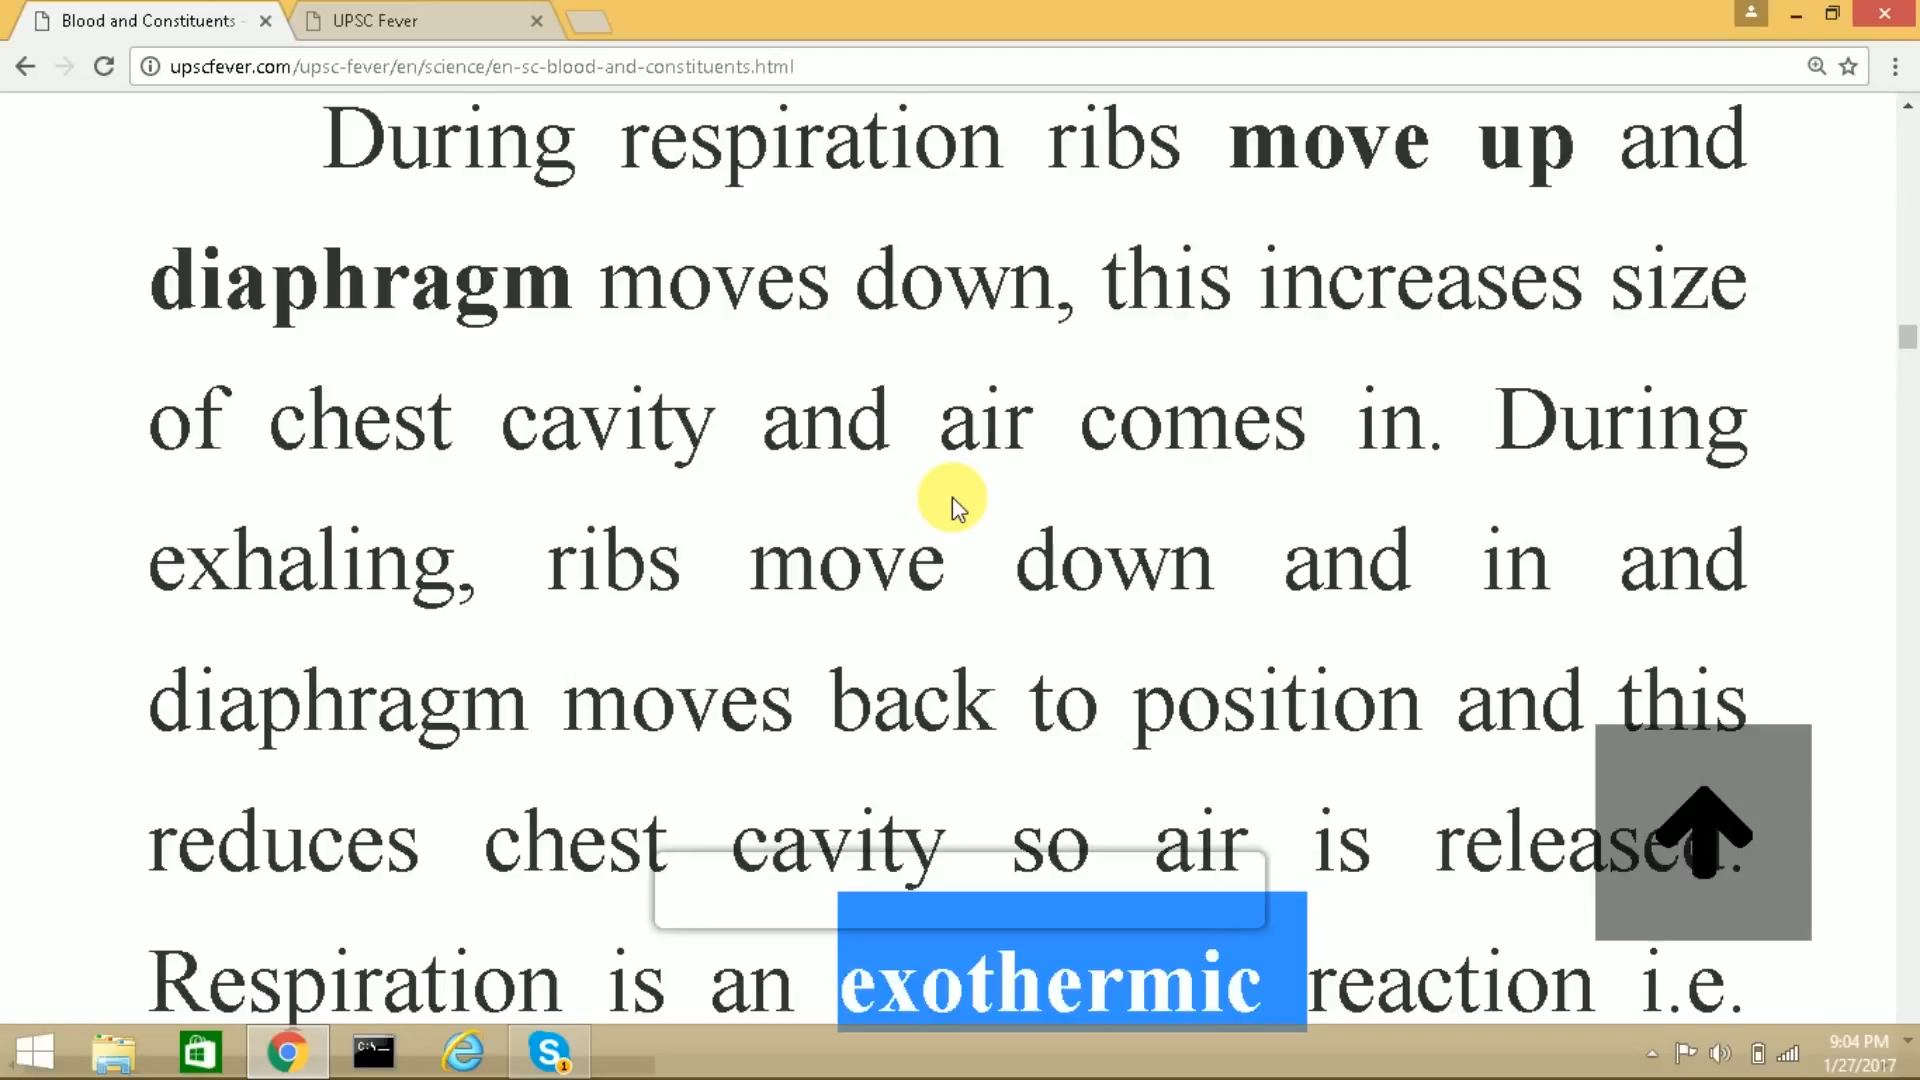 Blood and Constituents -
UPSC Fever
upscfever.com/upsc-fever/en/science/en-sc-blood-and-constituents.html
During respiration ribs move up and
diaphragm moves down, this increases size
of chest cavity and air comes in. During
exhaling, ribs move down and in and
diaphragm moves back to position and this
reduces chest cavity so air is released.
Respiration is an exothermic reaction i.e.
9:04 PM
1/27/2017